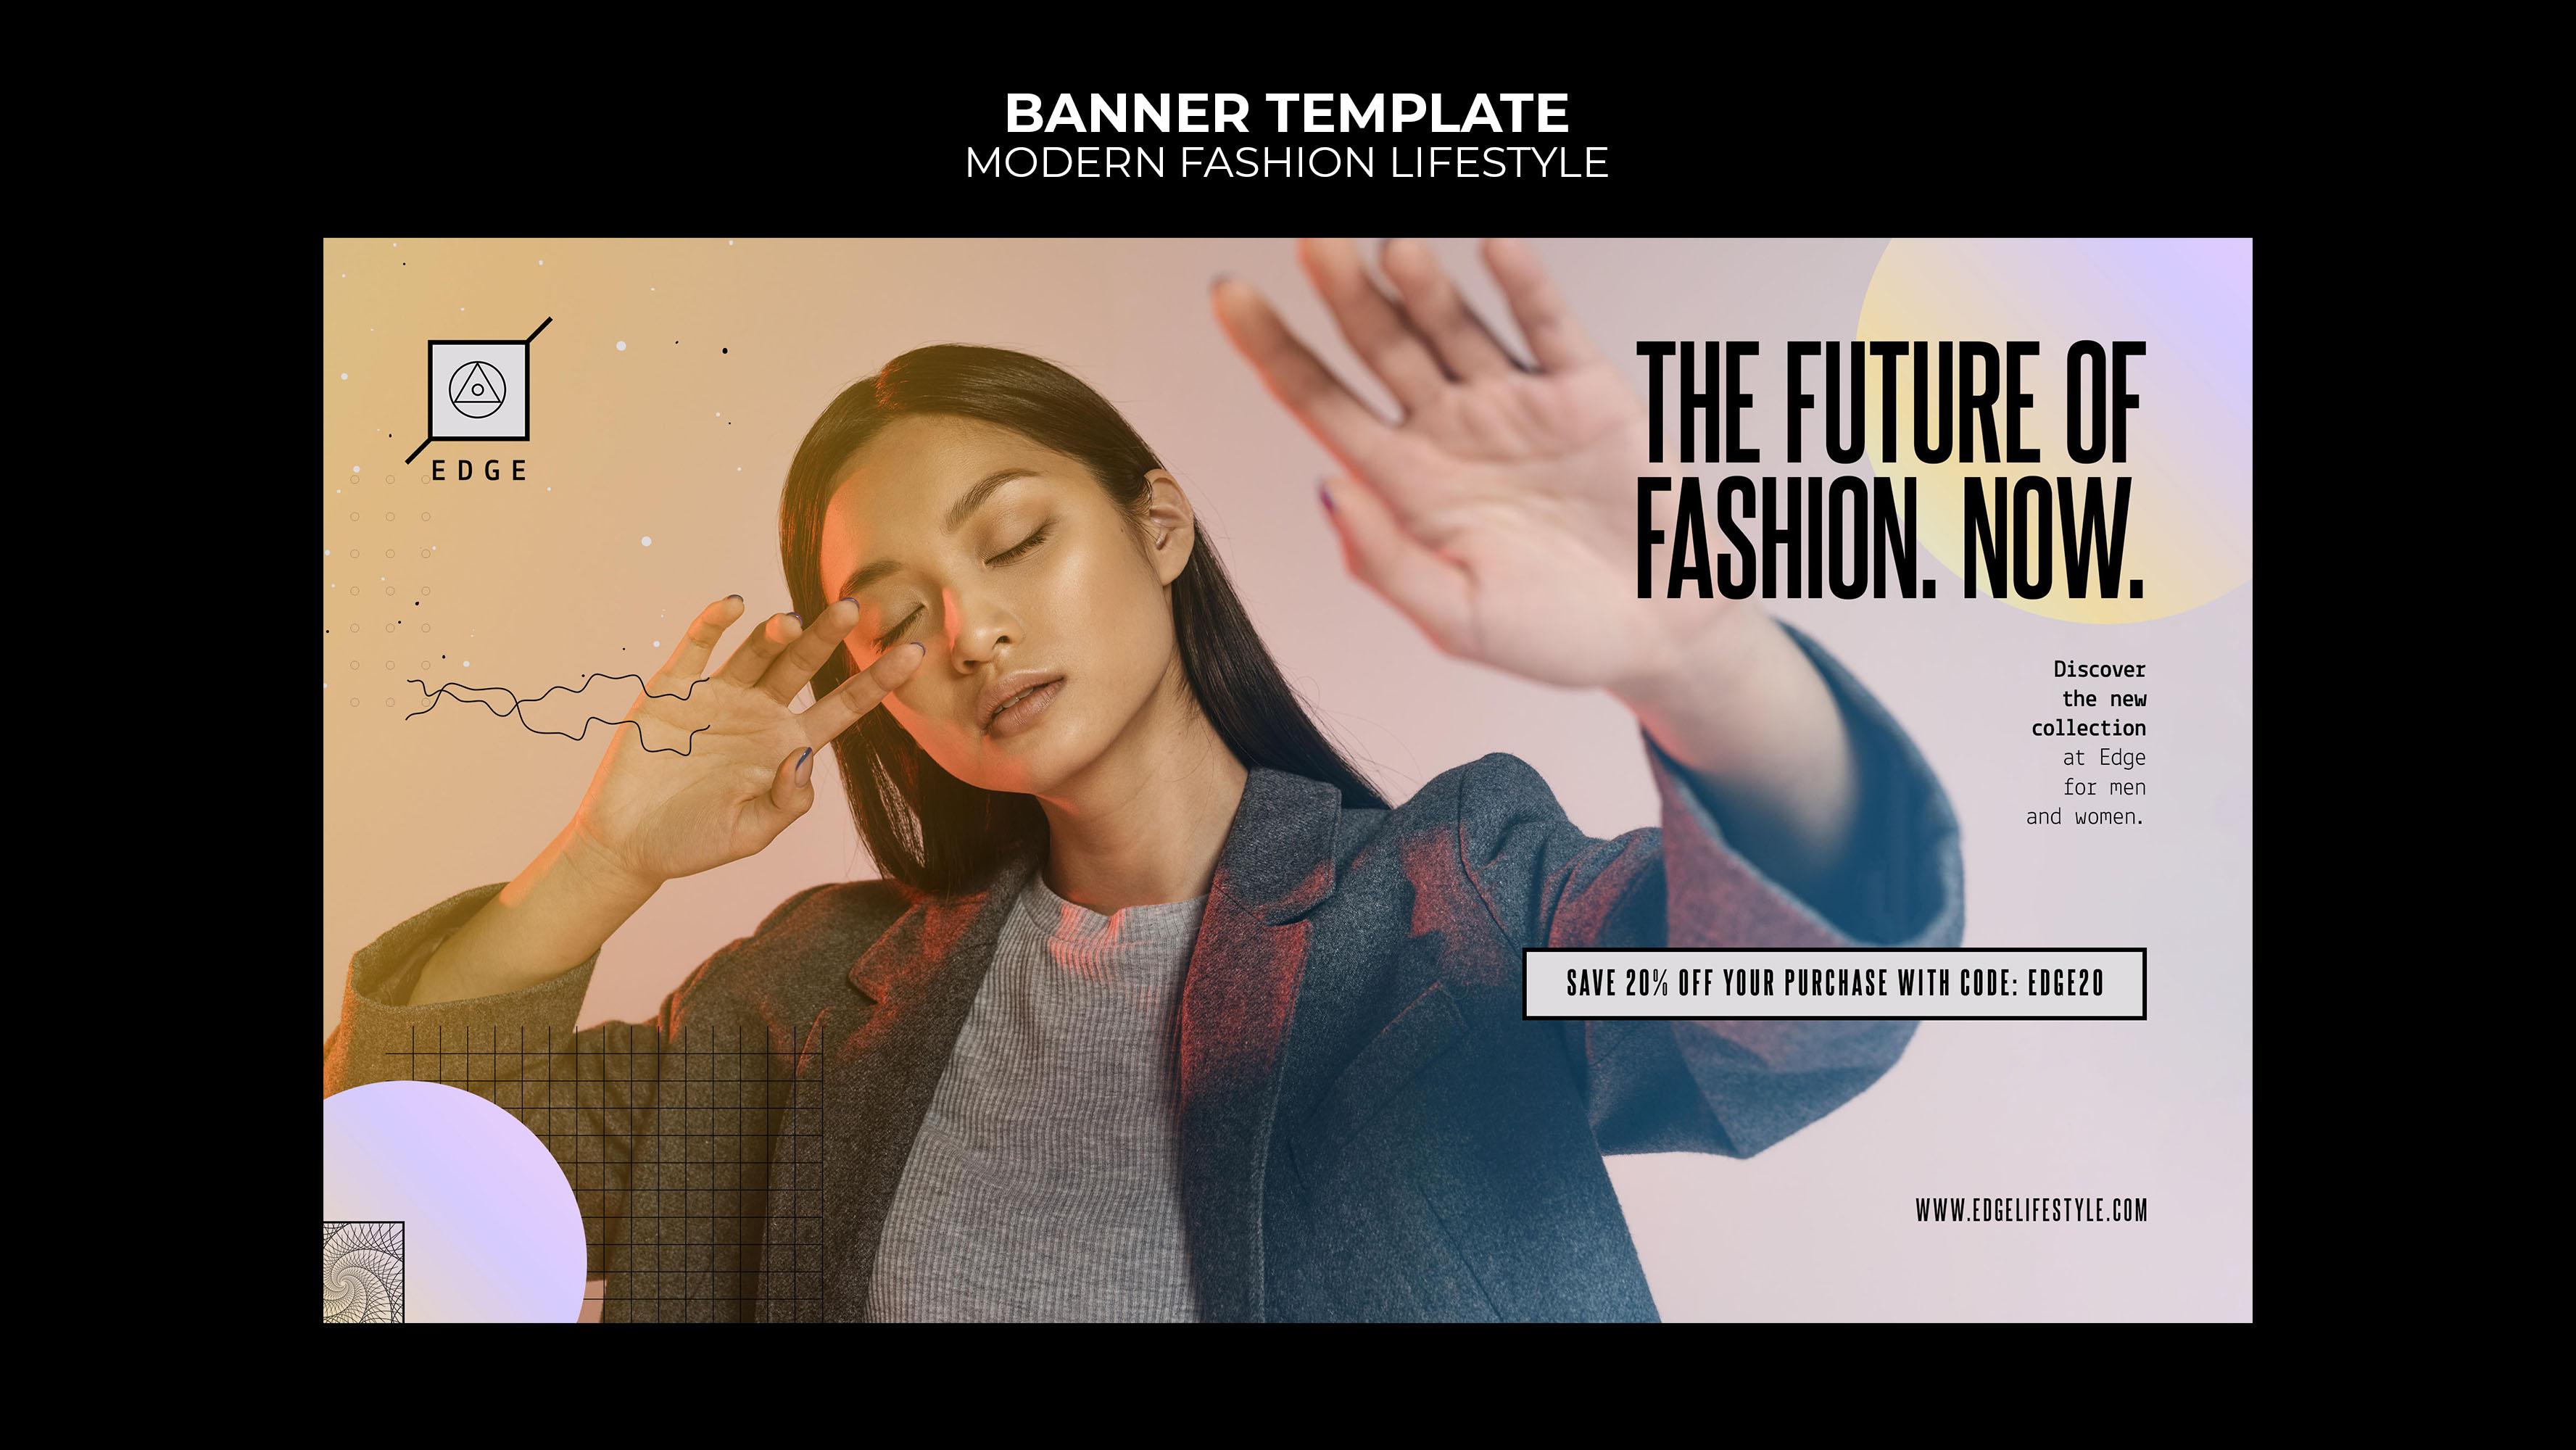 BANNER TEMPLATE
MODERN FASHION LIFESTYLE
EDGE
THE FUTURE OF
FASHION. NOW.
Discover
the new
collection
at Edge
for men
and women.
SAVE 20% OFF YOUR PURCHASE WITH CODE: EDGE20
WWW.EDGELIFESTYLE.COM